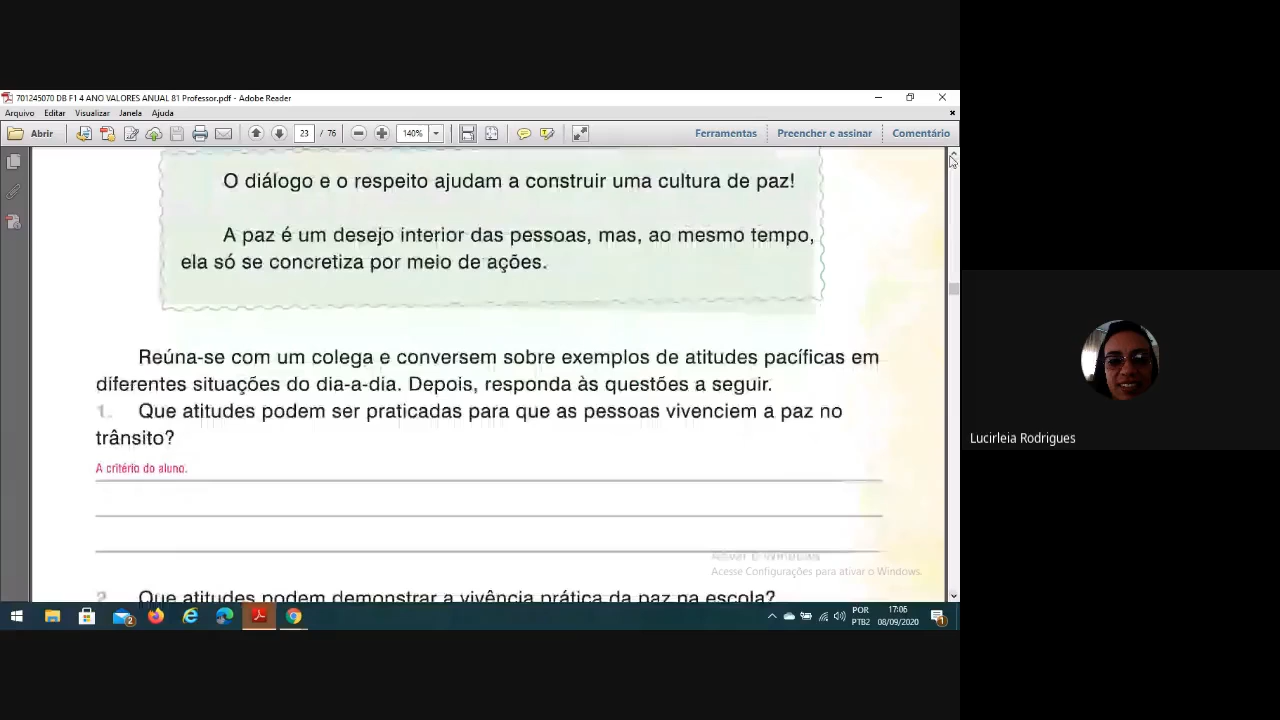 701245070 DB F1 4 ANO VALORES ANUAL 81 Professor.pdf - Adobe Reader
Arquivo Editar Visualizar Janela Ajuda
Abrir 23 / 76 140% Ferramentas Preencher e assinar Comentário
O diálogo e o respeito ajudam a construir uma cultura de paz!
A paz é um desejo interior das pessoas, mas, ao mesmo tempo,
ela só se concretiza por meio de ações.
Reúna-se com um colega e conversem sobre exemplos de atitudes pacíficas em
diferentes situações do dia-a-dia. Depois, responda às questões a seguir.
1. Que atitudes podem ser praticadas para que as pessoas vivenciem a paz no
trânsito?
A critério do aluno.
Ativar o Windows
Acesse Configurações para ativar o Windows.
2. Que atitudes podem demonstrar a vivência prática da paz na escola?
2 POR 17:06
PTB2 08/09/2020 1
Lucirleia Rodrigues